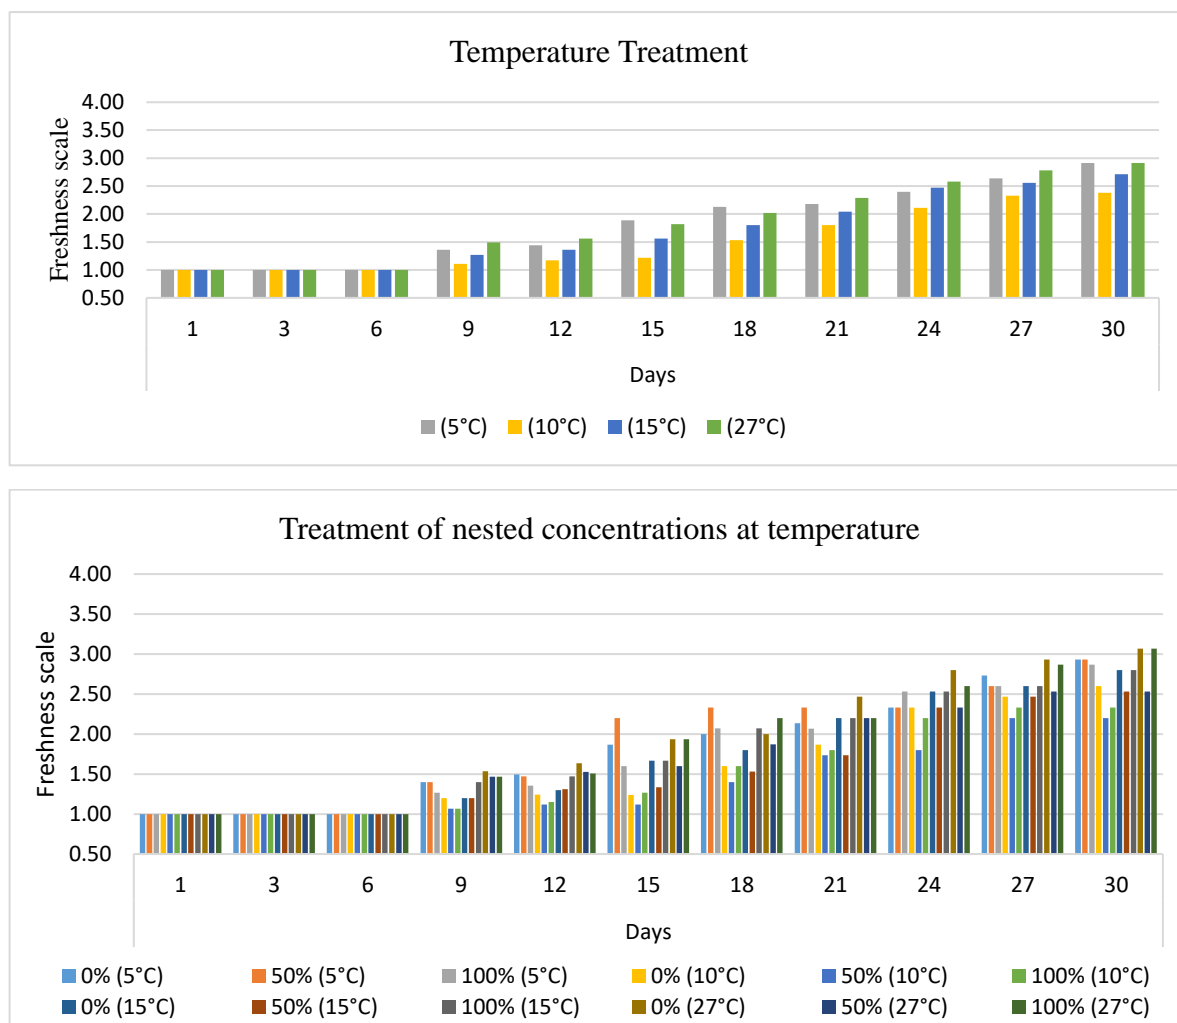 Temperature Treatment
Freshness scale
4.00
3.50
3.00
2.50
2.00
1.50
1.00
0.50
1 3 6 9 12 15 18 21 24 27 30
Days
(5°C) (10°C) (15°C) (27°C)
Treatment of nested concentrations at temperature
Freshness scale
4.00
3.50
3.00
2.50
2.00
1.50
1.00
0.50
1 3 6 9 12 15 18 21 24 27 30
Days
0% (5°C) 50% (5°C) 100% (5°C) 0% (10°C) 50% (10°C) 100% (10°C)
0% (15°C) 50% (15°C) 100% (15°C) 0% (27°C) 50% (27°C) 100% (27°C)